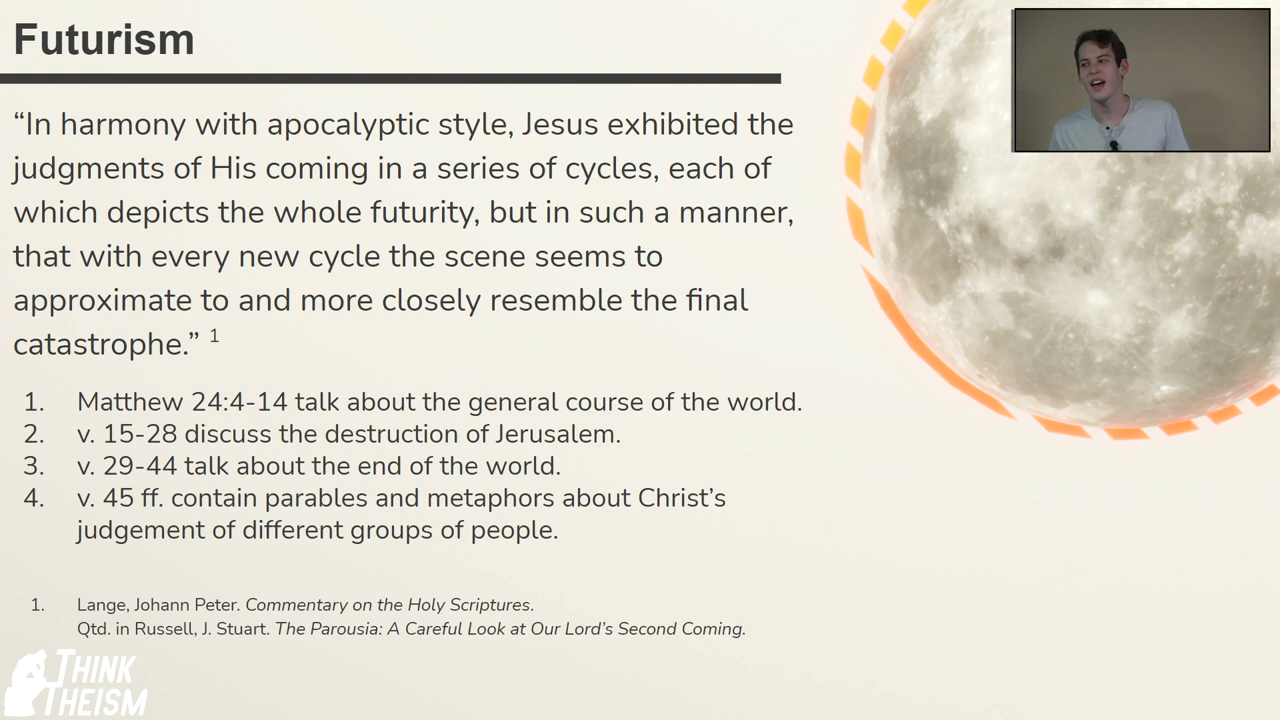 Futurism
“In harmony with apocalyptic style, Jesus exhibited the
judgments of His coming in a series of cycles, each of
which depicts the whole futurity, but in such a manner,
that with every new cycle the scene seems to
approximate to and more closely resemble the final
catastrophe.” 1
1. Matthew 24:4-14 talk about the general course of the world.
2. v. 15-28 discuss the destruction of Jerusalem.
3. v. 29-44 talk about the end of the world.
4. v. 45 ff. contain parables and metaphors about Christ’s
judgement of different groups of people.
1. Lange, Johann Peter. Commentary on the Holy Scriptures.
Qtd. in Russell, J. Stuart. The Parousia: A Careful Look at Our Lord’s Second Coming.
THINK
THEISM